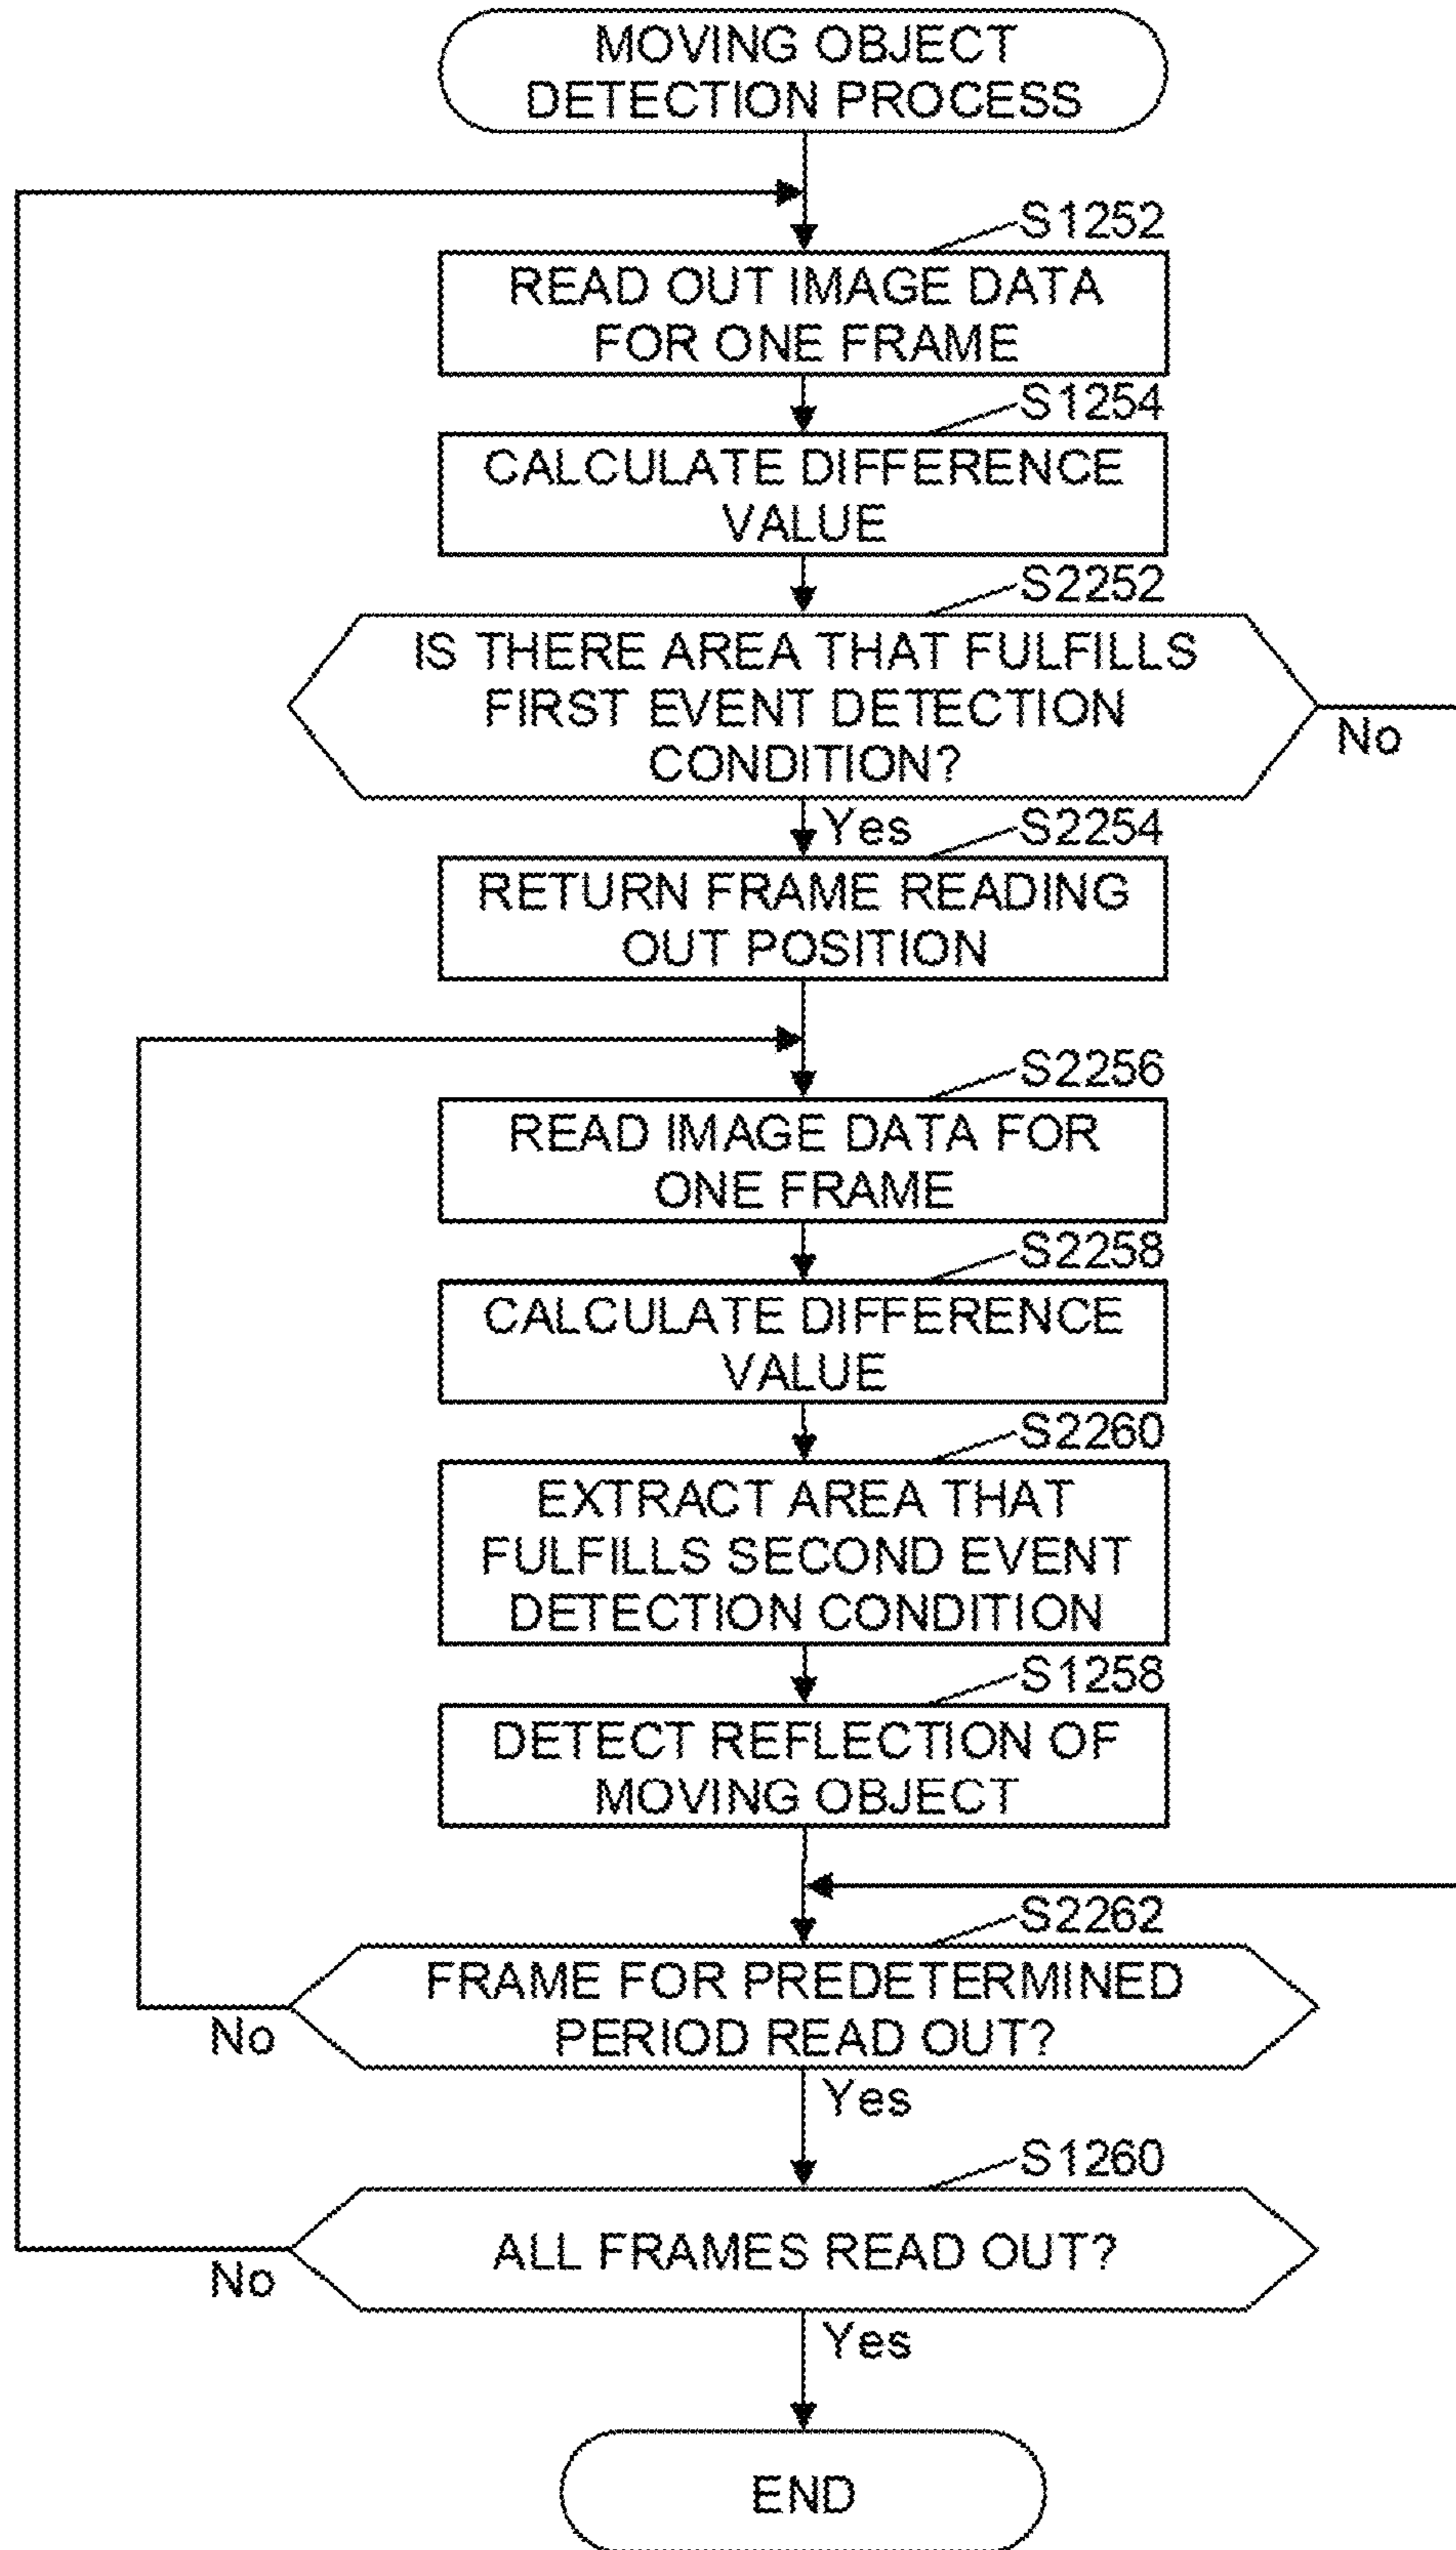 MOVING OBJECT
DETECTION PROCESS
S1252
READ OUT IMAGE DATA
FOR ONE FRAME
S1254
CALCULATE DIFFERENCE
VALUE
S2252
IS THERE AREA THAT FULFILLS
FIRST EVENT DETECTION
CONDITION?
No
Yes
S2254
RETURN FRAME READING
OUT POSITION
S2256
READ IMAGE DATA FOR
ONE FRAME
S2258
CALCULATE DIFFERENCE
VALUE
S2260
EXTRACT AREA THAT
FULFILLS SECOND EVENT
DETECTION CONDITION
S1258
DETECT REFLECTION OF
MOVING OBJECT
S2262
FRAME FOR PREDETERMINED
PERIOD READ OUT?
No
Yes
S1260
ALL FRAMES READ OUT?
No
Yes
END